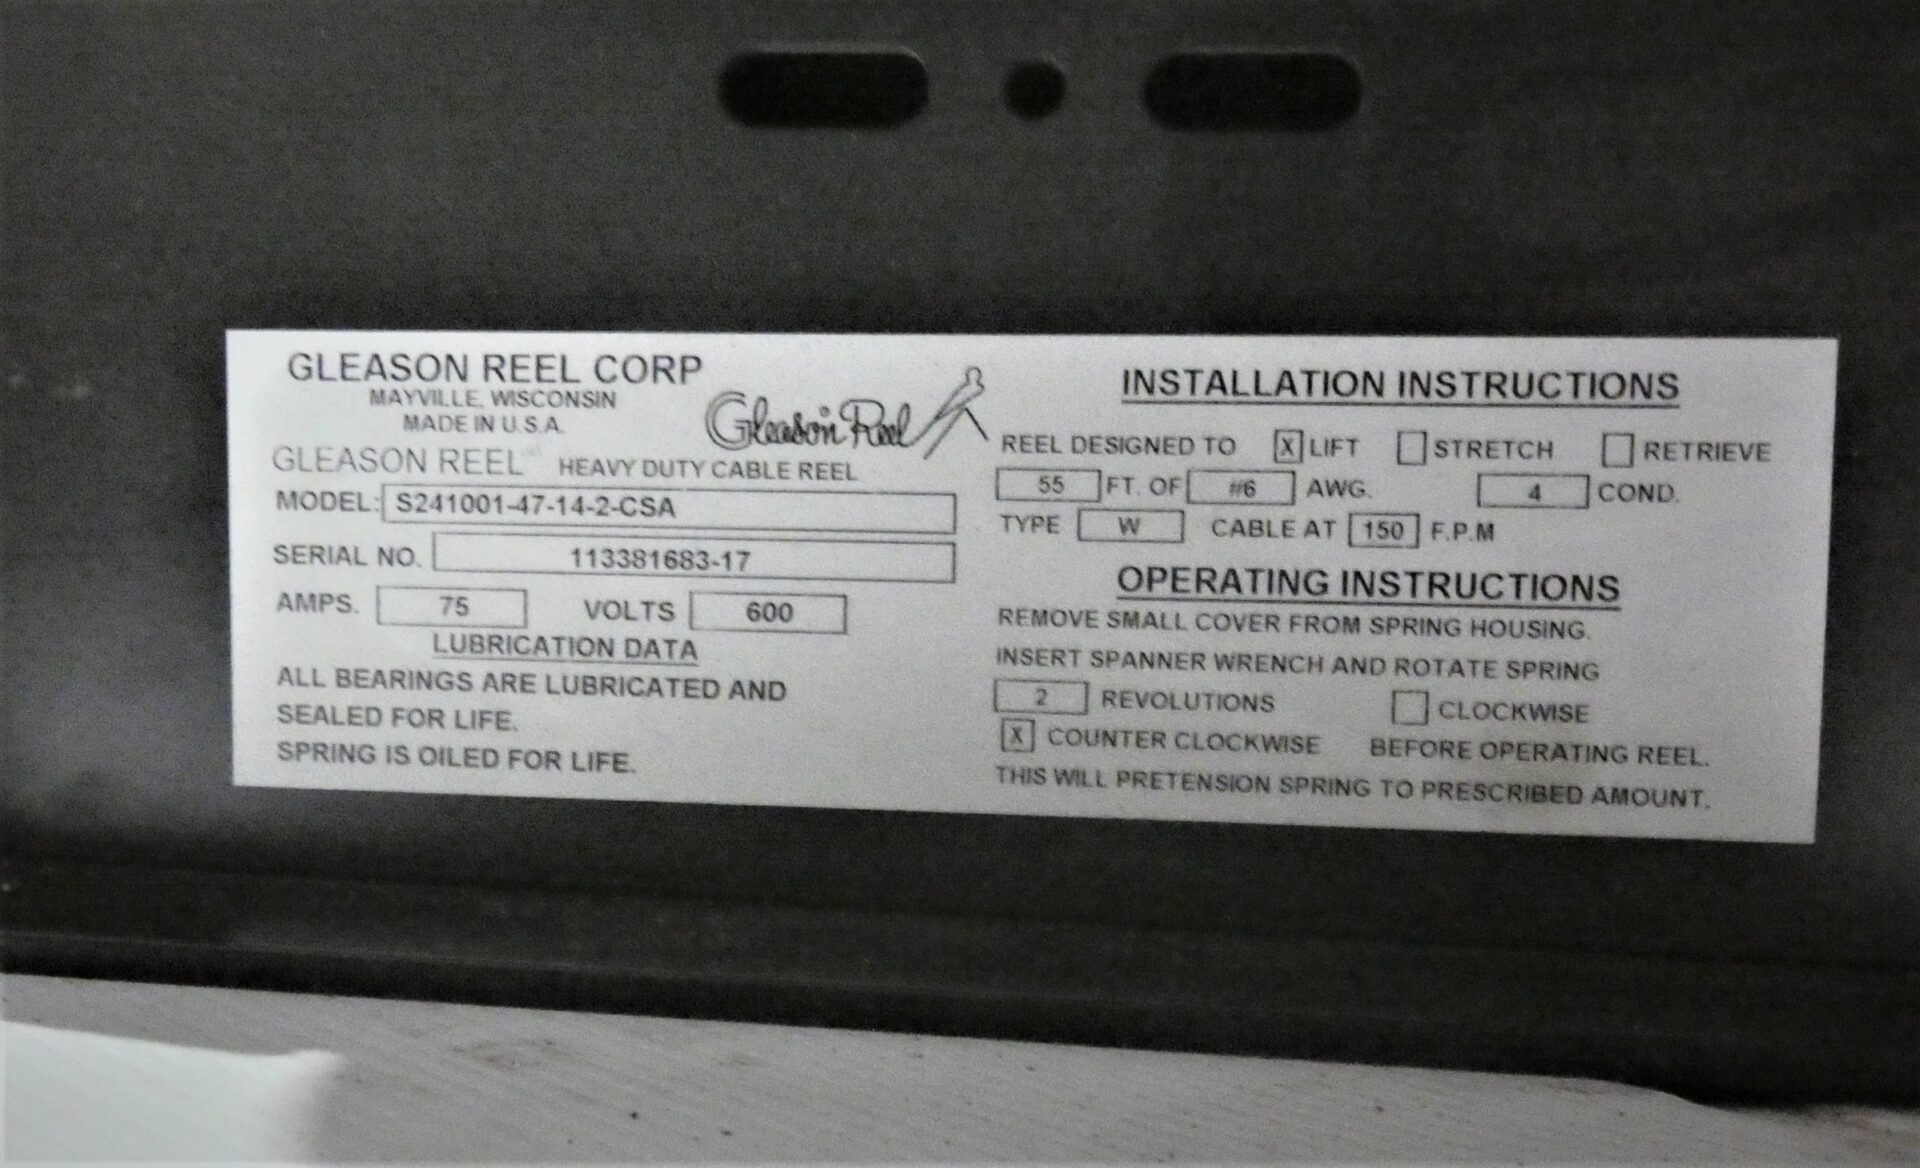 GLEASON REEL CORP
MAYVILLE, WISCONSIN
MADE IN U.S.A.
Gleason Reel
GLEASON REEL HEAVY DUTY CABLE REEL
MODEL: S241001-47-14-2-CSA
SERIAL NO. 113381683-17
AMPS. 75 VOLTS 600
LUBRICATION DATA
ALL BEARINGS ARE LUBRICATED AND
SEALED FOR LIFE.
SPRING IS OILED FOR LIFE.
INSTALLATION INSTRUCTIONS
REEL DESIGNED TO X LIFT STRETCH RETRIEVE
55 FT. OF #6 AWG. 4 COND.
TYPE W CABLE AT 150 F.P.M
OPERATING INSTRUCTIONS
REMOVE SMALL COVER FROM SPRING HOUSING.
INSERT SPANNER WRENCH AND ROTATE SPRING
2 REVOLUTIONS CLOCKWISE
X COUNTER CLOCKWISE BEFORE OPERATING REEL.
THIS WILL PRETENSION SPRING TO PRESCRIBED AMOUNT.